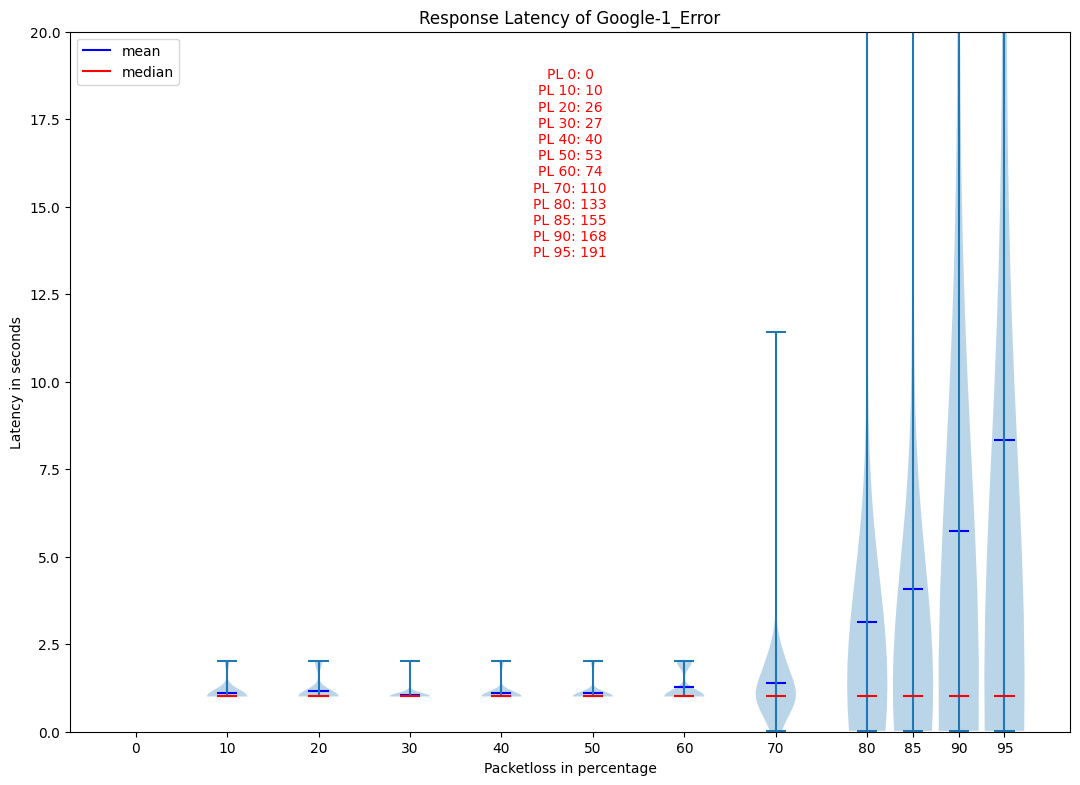 Response Latency of Google-1_Error
mean
median
PL 0: 0
PL 10: 10
PL 20: 26
PL 30: 27
PL 40: 40
PL 50: 53
PL 60: 74
PL 70: 110
PL 80: 133
PL 85: 155
PL 90: 168
PL 95: 191
20.0
17.5
15.0
12.5
10.0
7.5
5.0
2.5
0.0
Latency in seconds
0 10 20 30 40 50 60 70 80 85 90 95
Packetloss in percentage